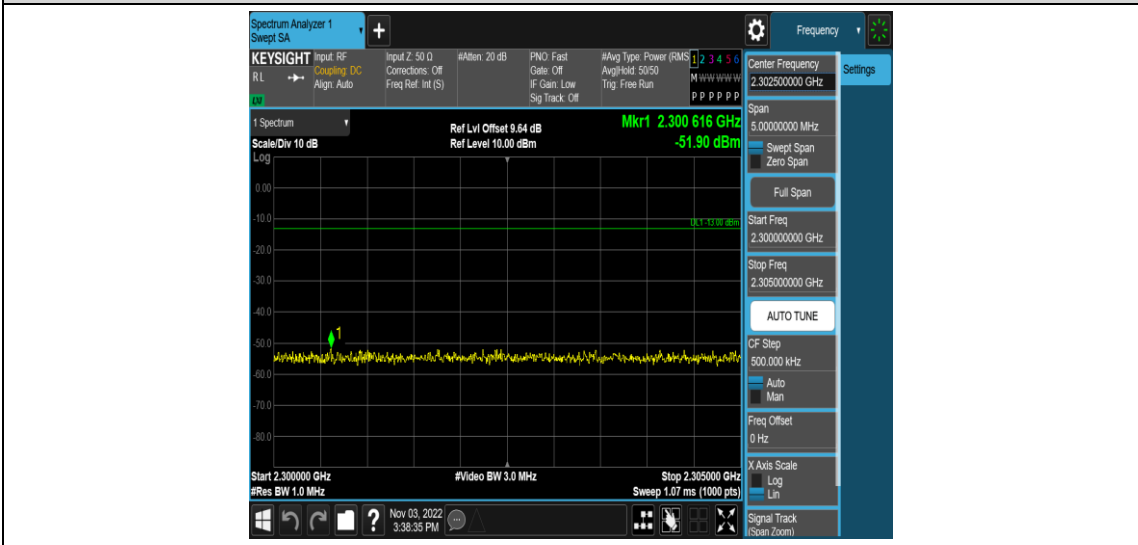 Spectrum Analyzer 1
Swept SA
+
Frequency
KEYSIGHT
RL
LXI
Input: RF
Coupling: DC
Align: Auto
Input Z: 50 Ω
Corrections: Off
Freq Ref: Int (S)
#Atten: 20 dB
PNO: Fast
Gate: Off
IF Gain: Low
Sig Track: Off
#Avg Type: Power (RMS
Avg|Hold: 50/50
Trig: Free Run
1 2 3 4 5 6
M W W W W W
P P P P P P
1 Spectrum
Scale/Div 10 dB
Log
Ref Lvl Offset 9.64 dB
Ref Level 10.00 dBm
Mkr1 2.300 616 GHz
-51.90 dBm
0.00
-10.0
DL1 -13.00 dBm
-20.0
-30.0
-40.0
1
-50.0
-60.0
-70.0
-80.0
Start 2.300000 GHz
#Video BW 3.0 MHz
Stop 2.305000 GHz
#Res BW 1.0 MHz
Sweep 1.07 ms (1000 pts)
?
Nov 03, 2022
3:38:35 PM
Center Frequency
2.302500000 GHz
Settings
Span
5.00000000 MHz
Swept Span
Zero Span
Full Span
Start Freq
2.300000000 GHz
Stop Freq
2.305000000 GHz
AUTO TUNE
CF Step
500.000 kHz
Auto
Man
Freq Offset
0 Hz
X Axis Scale
Log
Lin
Signal Track
(Span Zoom)